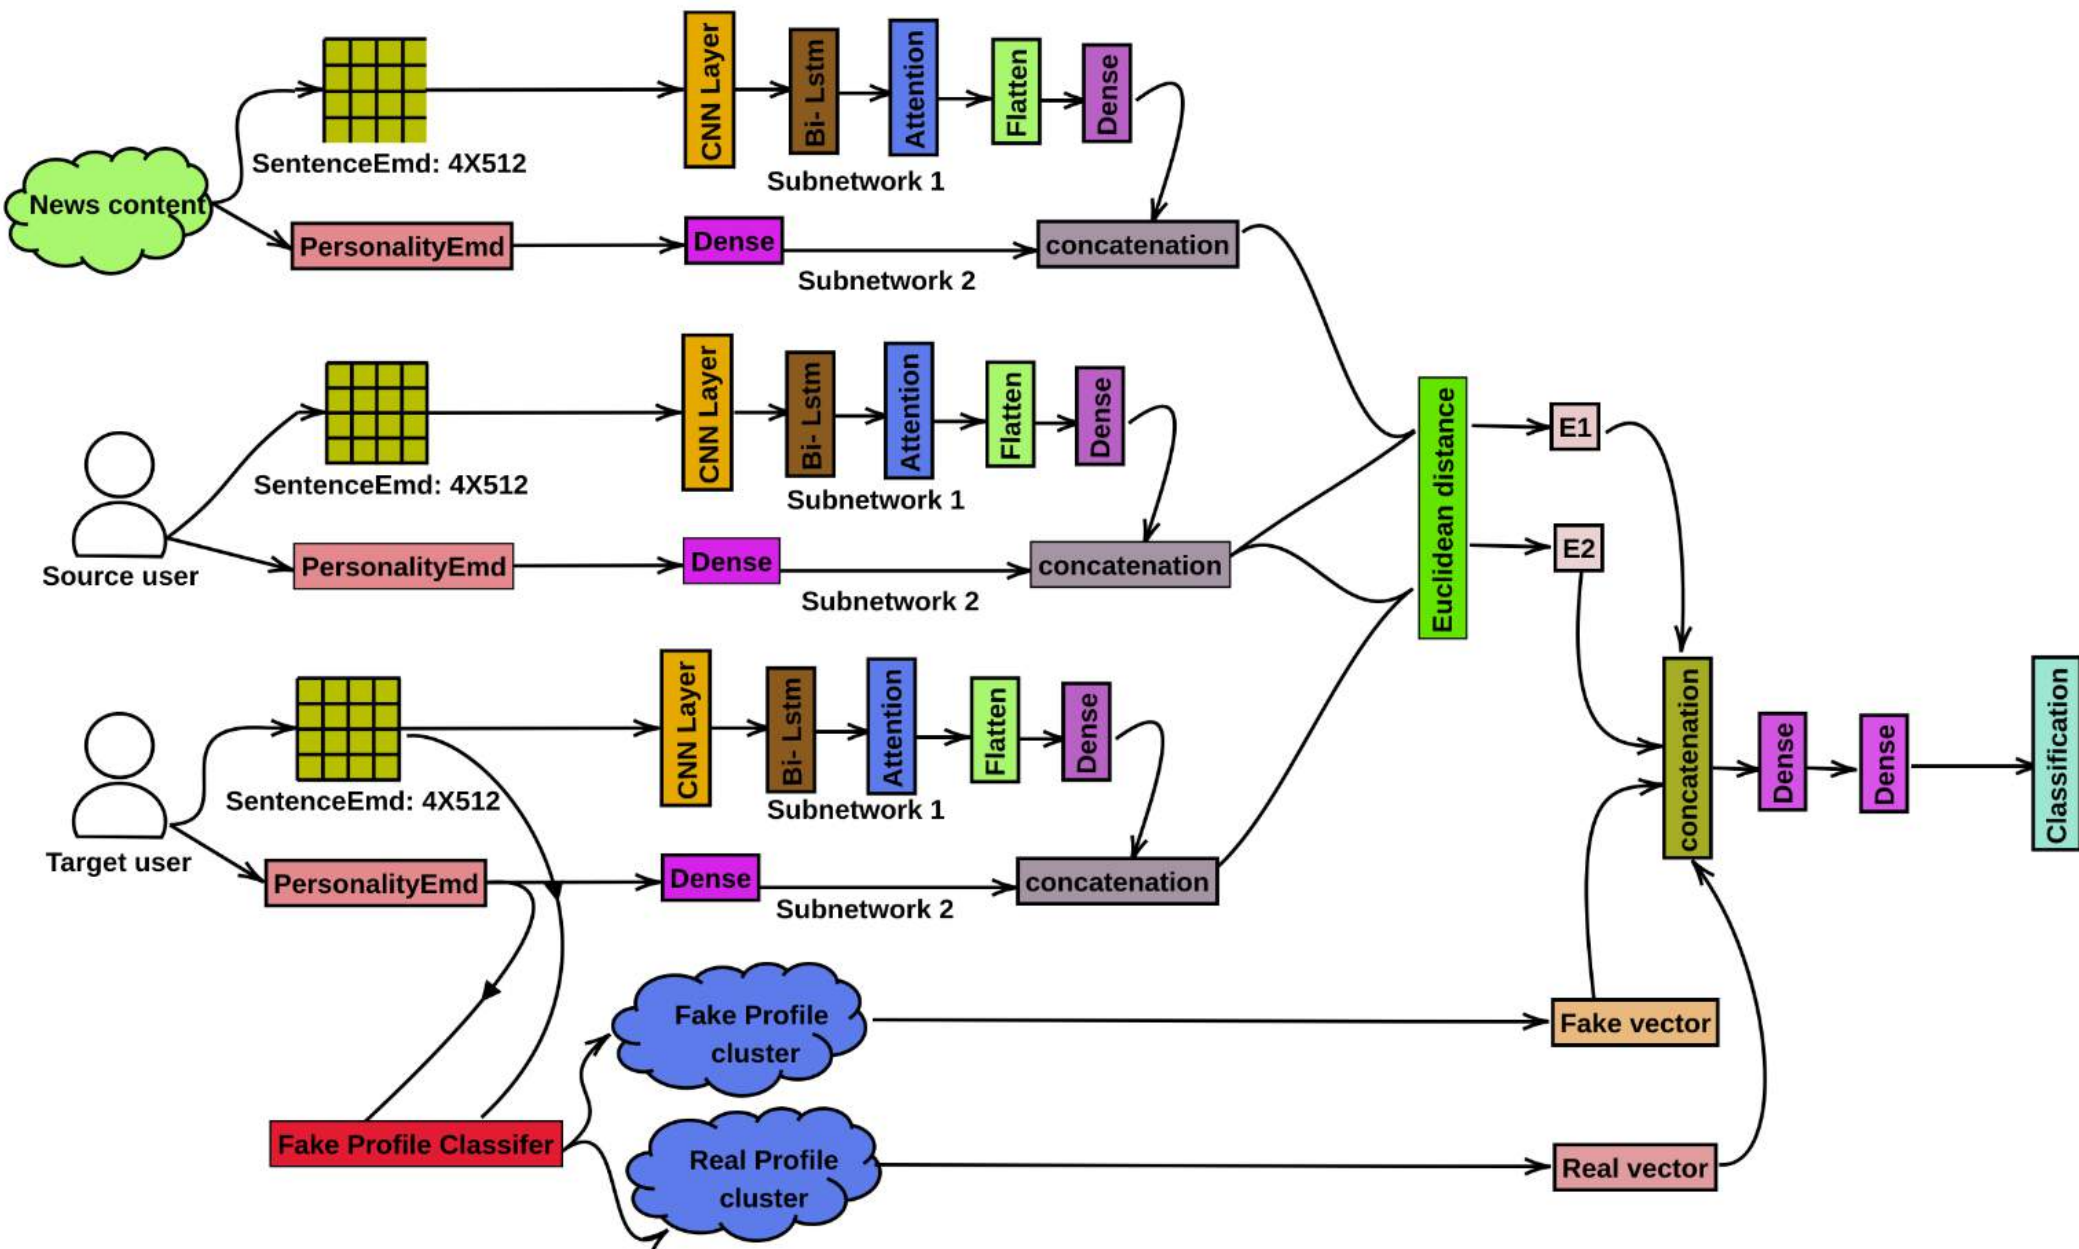 CNN Layer
Bi- Lstm
Attention
Flatten
Dense
SentenceEmd: 4X512
Subnetwork 1
News content
PersonalityEmd
Dense
concatenation
Subnetwork 2
CNN Layer
Bi- Lstm
Attention
Flatten
Dense
SentenceEmd: 4X512
Subnetwork 1
Source user
PersonalityEmd
Dense
concatenation
Subnetwork 2
Euclidean distance
E1
E2
CNN Layer
Bi- Lstm
Attention
Flatten
Dense
SentenceEmd: 4X512
Subnetwork 1
Target user
PersonalityEmd
Dense
concatenation
Subnetwork 2
concatenation
Dense
Dense
Classification
Fake Profile
cluster
Fake vector
Fake Profile Classifer
Real Profile
cluster
Real vector